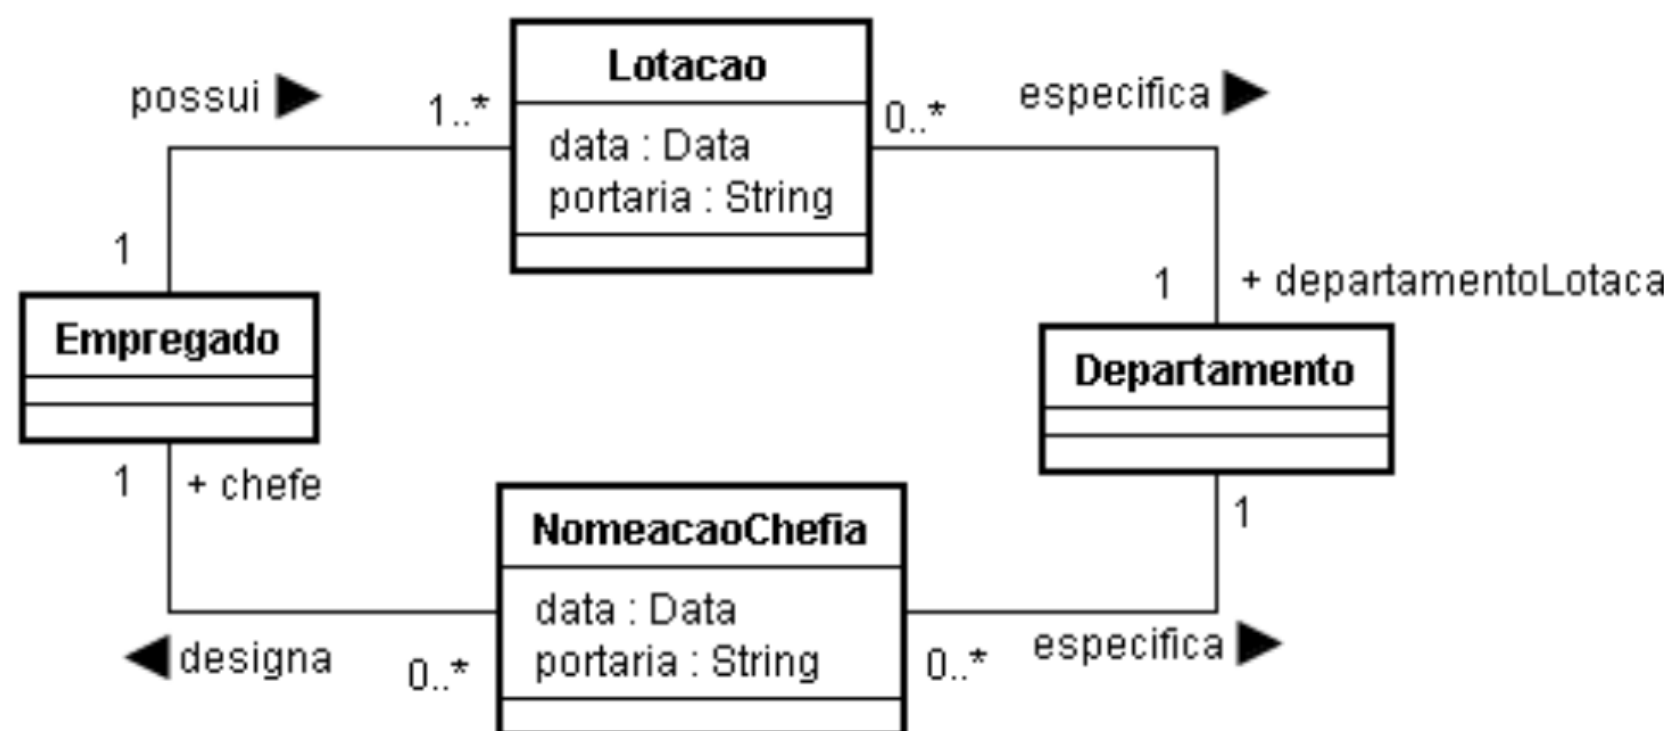 Lotacao
possui ▶
1..*
data : Data
portaria : String
0..*
especifica ▶
1
1
+ departamentoLotaca
Empregado
Departamento
1
+ chefe
1
NomeacaoChefia
data : Data
portaria : String
◀ designa
0..*
0..*
especifica ▶